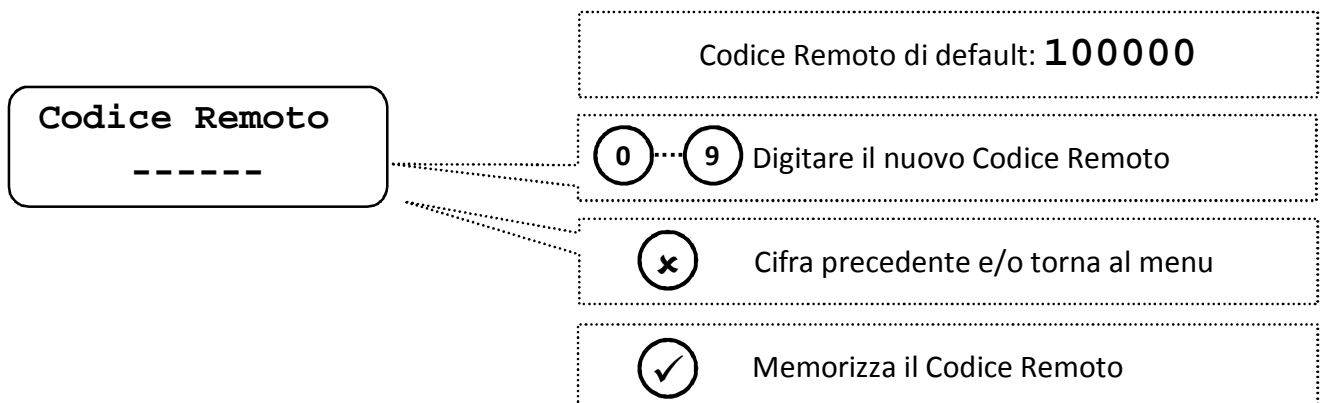 Codice Remoto di default: 100000
Codice Remoto
------
0 9 Digitare il nuovo Codice Remoto
Cifra precedente e/o torna al menu
Memorizza il Codice Remoto